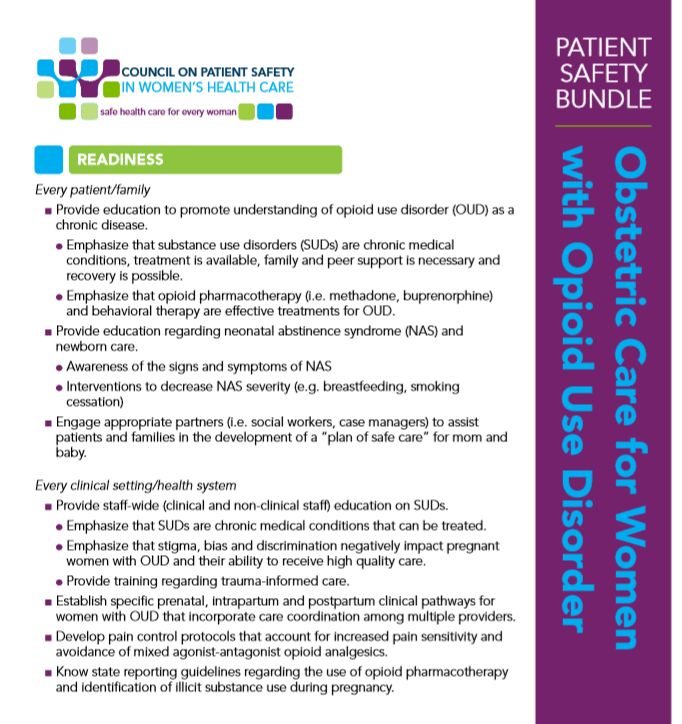 COUNCIL ON PATIENT SAFETY
IN WOMEN'S HEALTH CARE
safe health care for every woman
PATIENT
SAFETY
BUNDLE
Obstetric Care for Women
with Opioid Use Disorder
READINESS
Every patient/family
■ Provide education to promote understanding of opioid use disorder (OUD) as a
chronic disease.
● Emphasize that substance use disorders (SUDs) are chronic medical
conditions, treatment is available, family and peer support is necessary and
recovery is possible.
● Emphasize that opioid pharmacotherapy (i.e. methadone, buprenorphine)
and behavioral therapy are effective treatments for OUD.
■ Provide education regarding neonatal abstinence syndrome (NAS) and
newborn care.
● Awareness of the signs and symptoms of NAS
● Interventions to decrease NAS severity (e.g. breastfeeding, smoking
cessation)
■ Engage appropriate partners (i.e. social workers, case managers) to assist
patients and families in the development of a "plan of safe care" for mom and
baby.
Every clinical setting/health system
■ Provide staff-wide (clinical and non-clinical staff) education on SUDs.
● Emphasize that SUDs are chronic medical conditions that can be treated.
● Emphasize that stigma, bias and discrimination negatively impact pregnant
women with OUD and their ability to receive high quality care.
● Provide training regarding trauma-informed care.
■ Establish specific prenatal, intrapartum and postpartum clinical pathways for
women with OUD that incorporate care coordination among multiple providers.
■ Develop pain control protocols that account for increased pain sensitivity and
avoidance of mixed agonist-antagonist opioid analgesics.
■ Know state reporting guidelines regarding the use of opioid pharmacotherapy
and identification of illicit substance use during pregnancy.